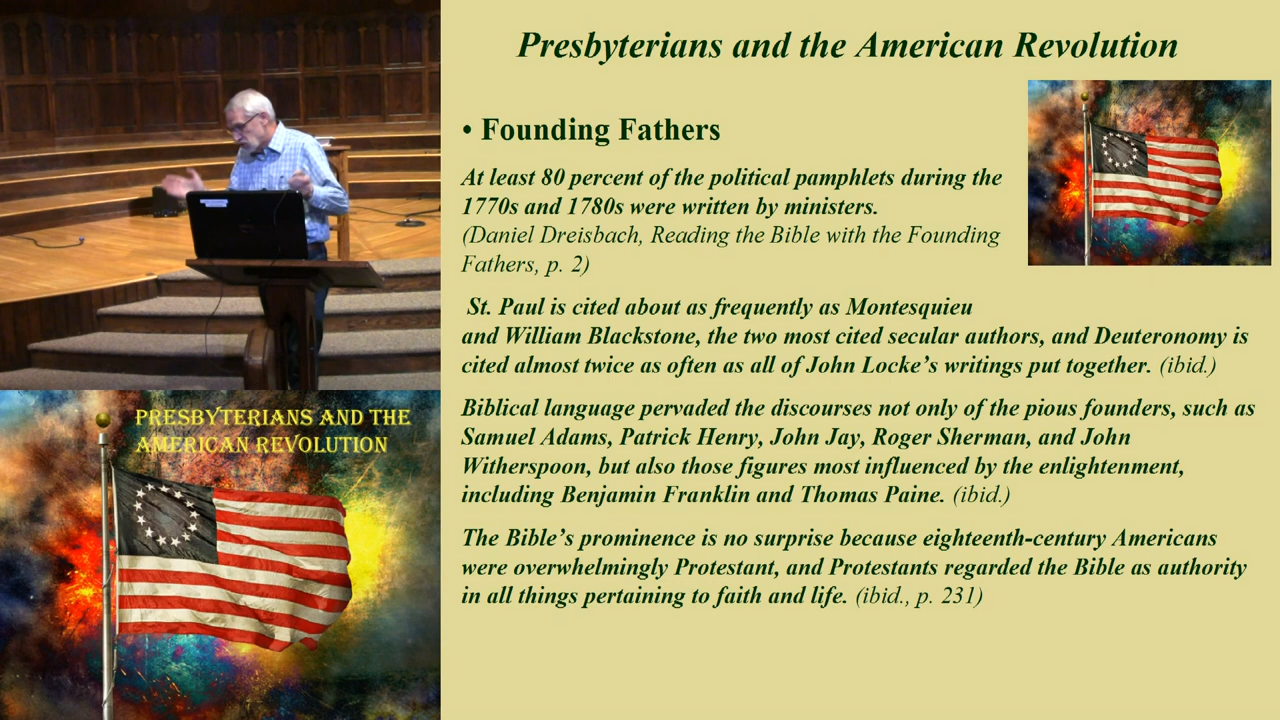 Presbyterians and the American Revolution
• Founding Fathers
At least 80 percent of the political pamphlets during the
1770s and 1780s were written by ministers.
(Daniel Dreisbach, Reading the Bible with the Founding
Fathers, p. 2)
St. Paul is cited about as frequently as Montesquieu
and William Blackstone, the two most cited secular authors, and Deuteronomy is
cited almost twice as often as all of John Locke’s writings put together. (ibid.)
Biblical language pervaded the discourses not only of the pious founders, such as
Samuel Adams, Patrick Henry, John Jay, Roger Sherman, and John
Witherspoon, but also those figures most influenced by the enlightenment,
including Benjamin Franklin and Thomas Paine. (ibid.)
The Bible’s prominence is no surprise because eighteenth-century Americans
were overwhelmingly Protestant, and Protestants regarded the Bible as authority
in all things pertaining to faith and life. (ibid., p. 231)
PRESBYTERIANS AND THE
AMERICAN REVOLUTION